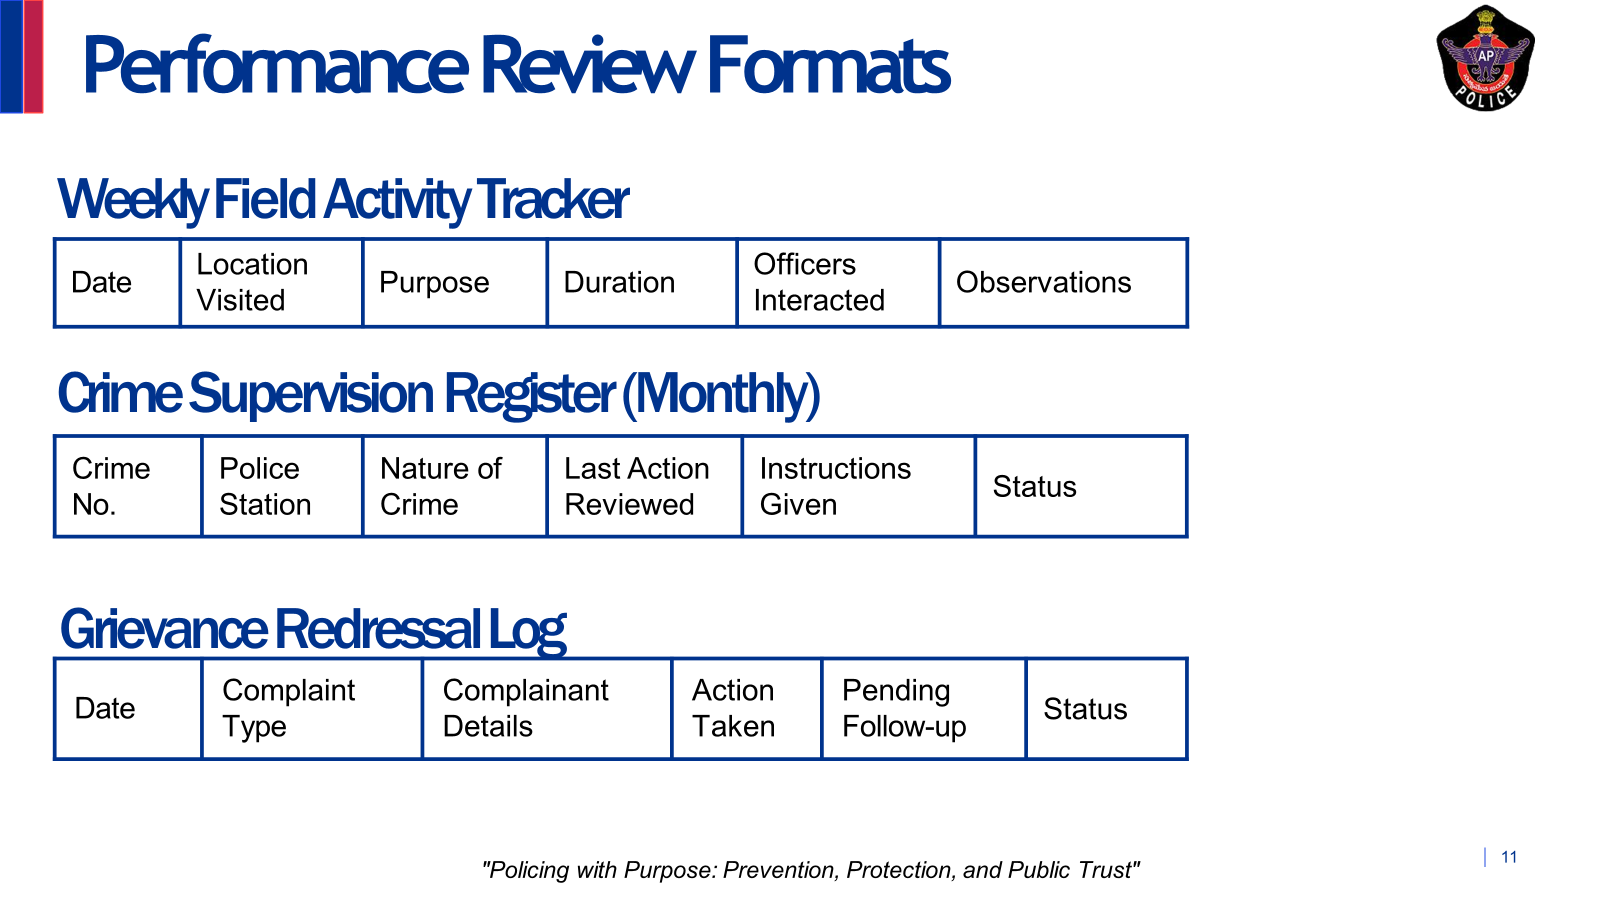 Performance Review Formats
AP
POLICE
Weekly Field Activity Tracker
Date
Location
Visited
Purpose
Duration
Officers
Interacted
Observations
Crime Supervision Register (Monthly)
Crime
No.
Police
Station
Nature of
Crime
Last Action
Reviewed
Instructions
Given
Status
Grievance Redressal Log
Date
Complaint
Type
Complainant
Details
Action
Taken
Pending
Follow-up
Status
"Policing with Purpose: Prevention, Protection, and Public Trust"
11